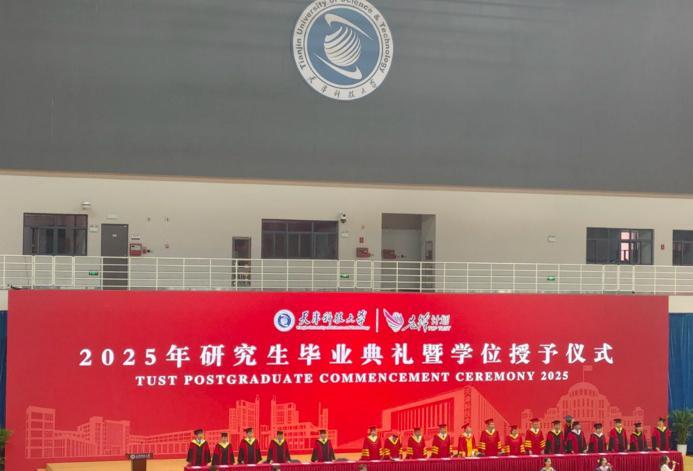 Tianjin University of Science & Technology
天津科技大学
天津科技大学
2025年研究生毕业典礼暨学位授予仪式
TUST POSTGRADUATE COMMENCEMENT CEREMONY 2025